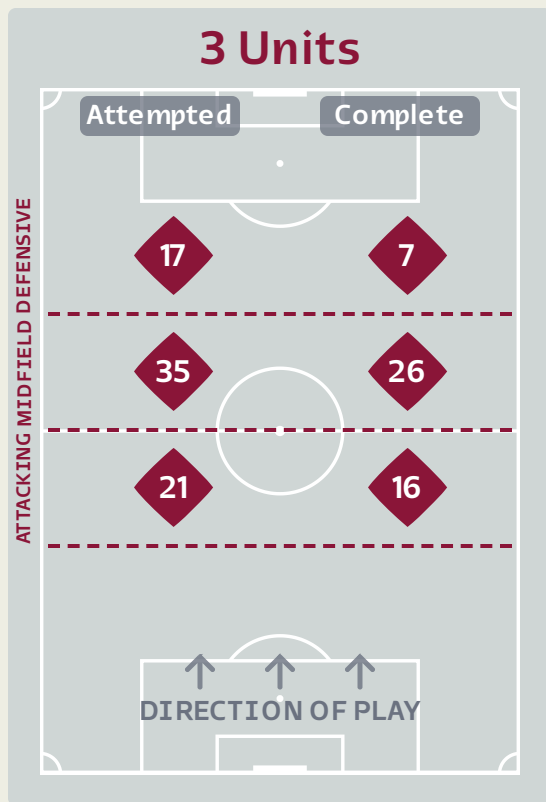 3 Units
Attempted Complete
17 7
35 26
21 16
ATTACKING MIDFIELD DEFENSIVE
DIRECTION OF PLAY